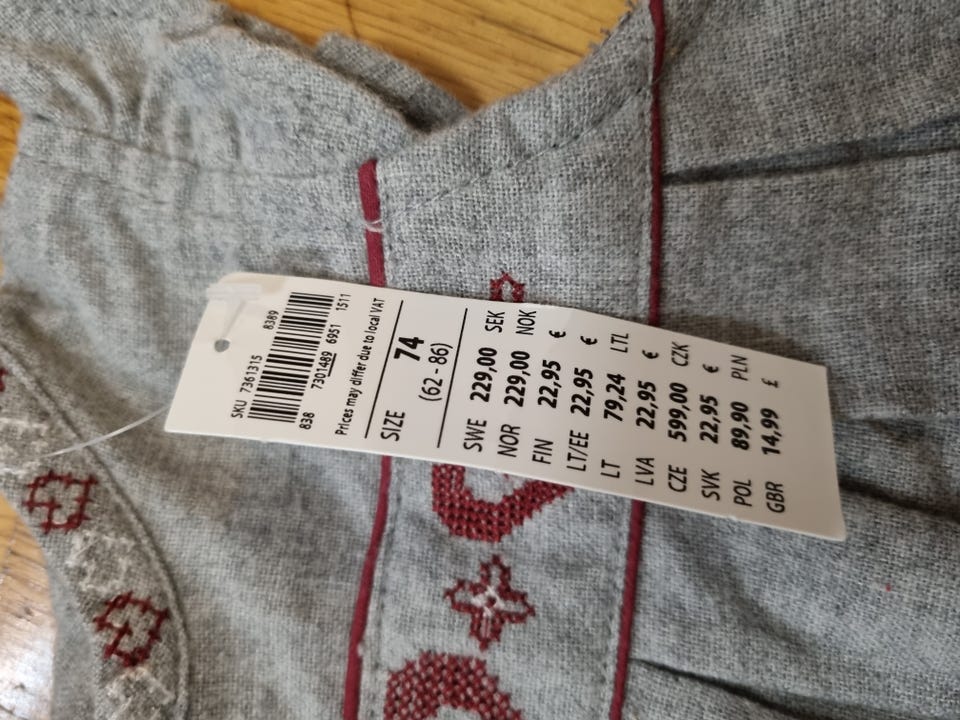 SKU 7361315 8389
838 7301489 6951 1511
Prices may differ due to local VAT
SIZE 74
(62 - 86)
SWE 229,00 SEK
NOR 229,00 NOK
FIN 22,95 €
LT/EE 22,95 €
LT 79,24 LTL
LVA 22,95 €
CZE 599,00 CZK
SVK 22,95 €
POL 89,90 PLN
GBR 14,99 £